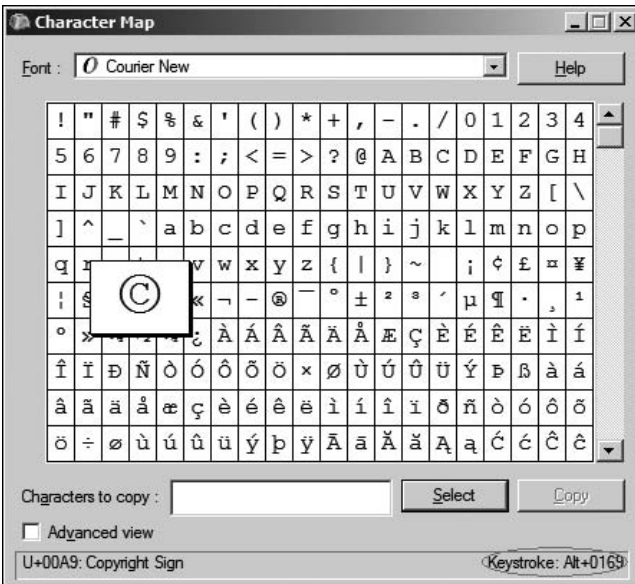 Character Map
Font : O Courier New Help
! " # $ % & ' ( ) * + , - . / 0 1 2 3 4
5 6 7 8 9 : ; < = > ? @ A B C D E F G H
I J K L M N O P Q R S T U V W X Y Z [ \
] ^ _ ` a b c d e f g h i j k l m n o p
q r v w x y z { | } ~ ¡ ¢ £ ¤ ¥
¦ § © « ¬ - ® ¯ ° ± ² ³ ´ µ ¶ · ¸ ¹
º » ¿ À Á Â Ã Ä Å Æ Ç È É Ê Ë Ì Í
Î Ï Ð Ñ Ò Ó Ô Õ Ö × Ø Ù Ú Û Ü Ý Þ ß à á
â ã ä å æ ç è é ê ë ì í î ï ð ñ ò ó ô õ
ö ÷ ø ù ú û ü ý þ ÿ Ā ā Ă ă Ą ą Ć ć Ĉ ĉ
Characters to copy : Select Copy
Advanced view
U+00A9: Copyright Sign Keystroke: Alt+0169